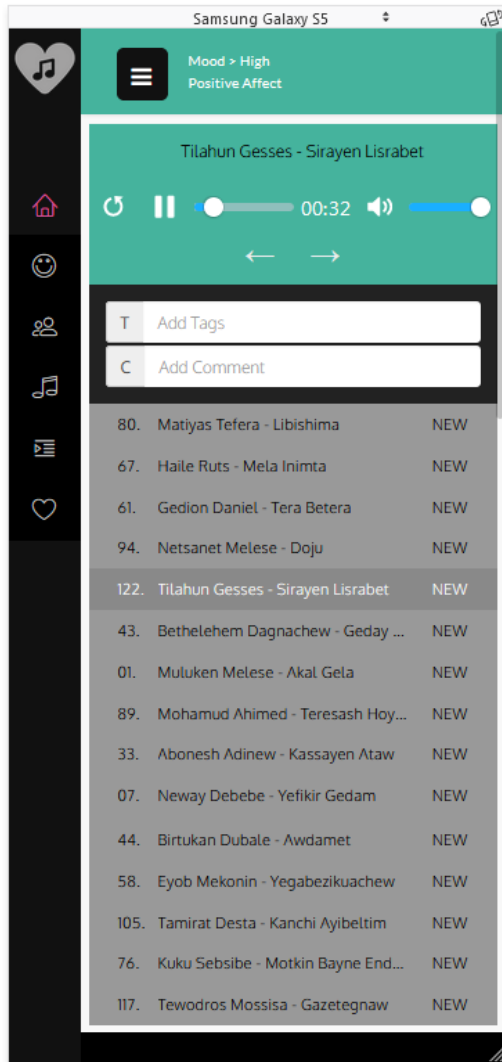 Samsung Galaxy S5
Mood > High
Positive Affect
Tilahun Gesses - Sirayen Lisrabet
00:32
T Add Tags
C Add Comment
80. Matiyas Tefera - Libishima NEW
67. Haile Ruts - Mela Inimta NEW
61. Gedion Daniel - Tera Betera NEW
94. Netsanet Melese - Doju NEW
122. Tilahun Gesses - Sirayen Lisrabet NEW
43. Bethelehem Dagnachew - Geday ... NEW
01. Muluken Melese - Akal Gela NEW
89. Mohamud Ahimed - Teresash Hoy... NEW
33. Abonesh Adinew - Kassayen Ataw NEW
07. Neway Debebe - Yefikir Gedam NEW
44. Birtukan Dubale - Awdamet NEW
58. Eyob Mekonin - Yegabezikuachew NEW
105. Tamirat Desta - Kanchi Ayibeltim NEW
76. Kuku Sebsibe - Motkin Bayne End... NEW
117. Tewodros Mossisa - Gazetegnaw NEW